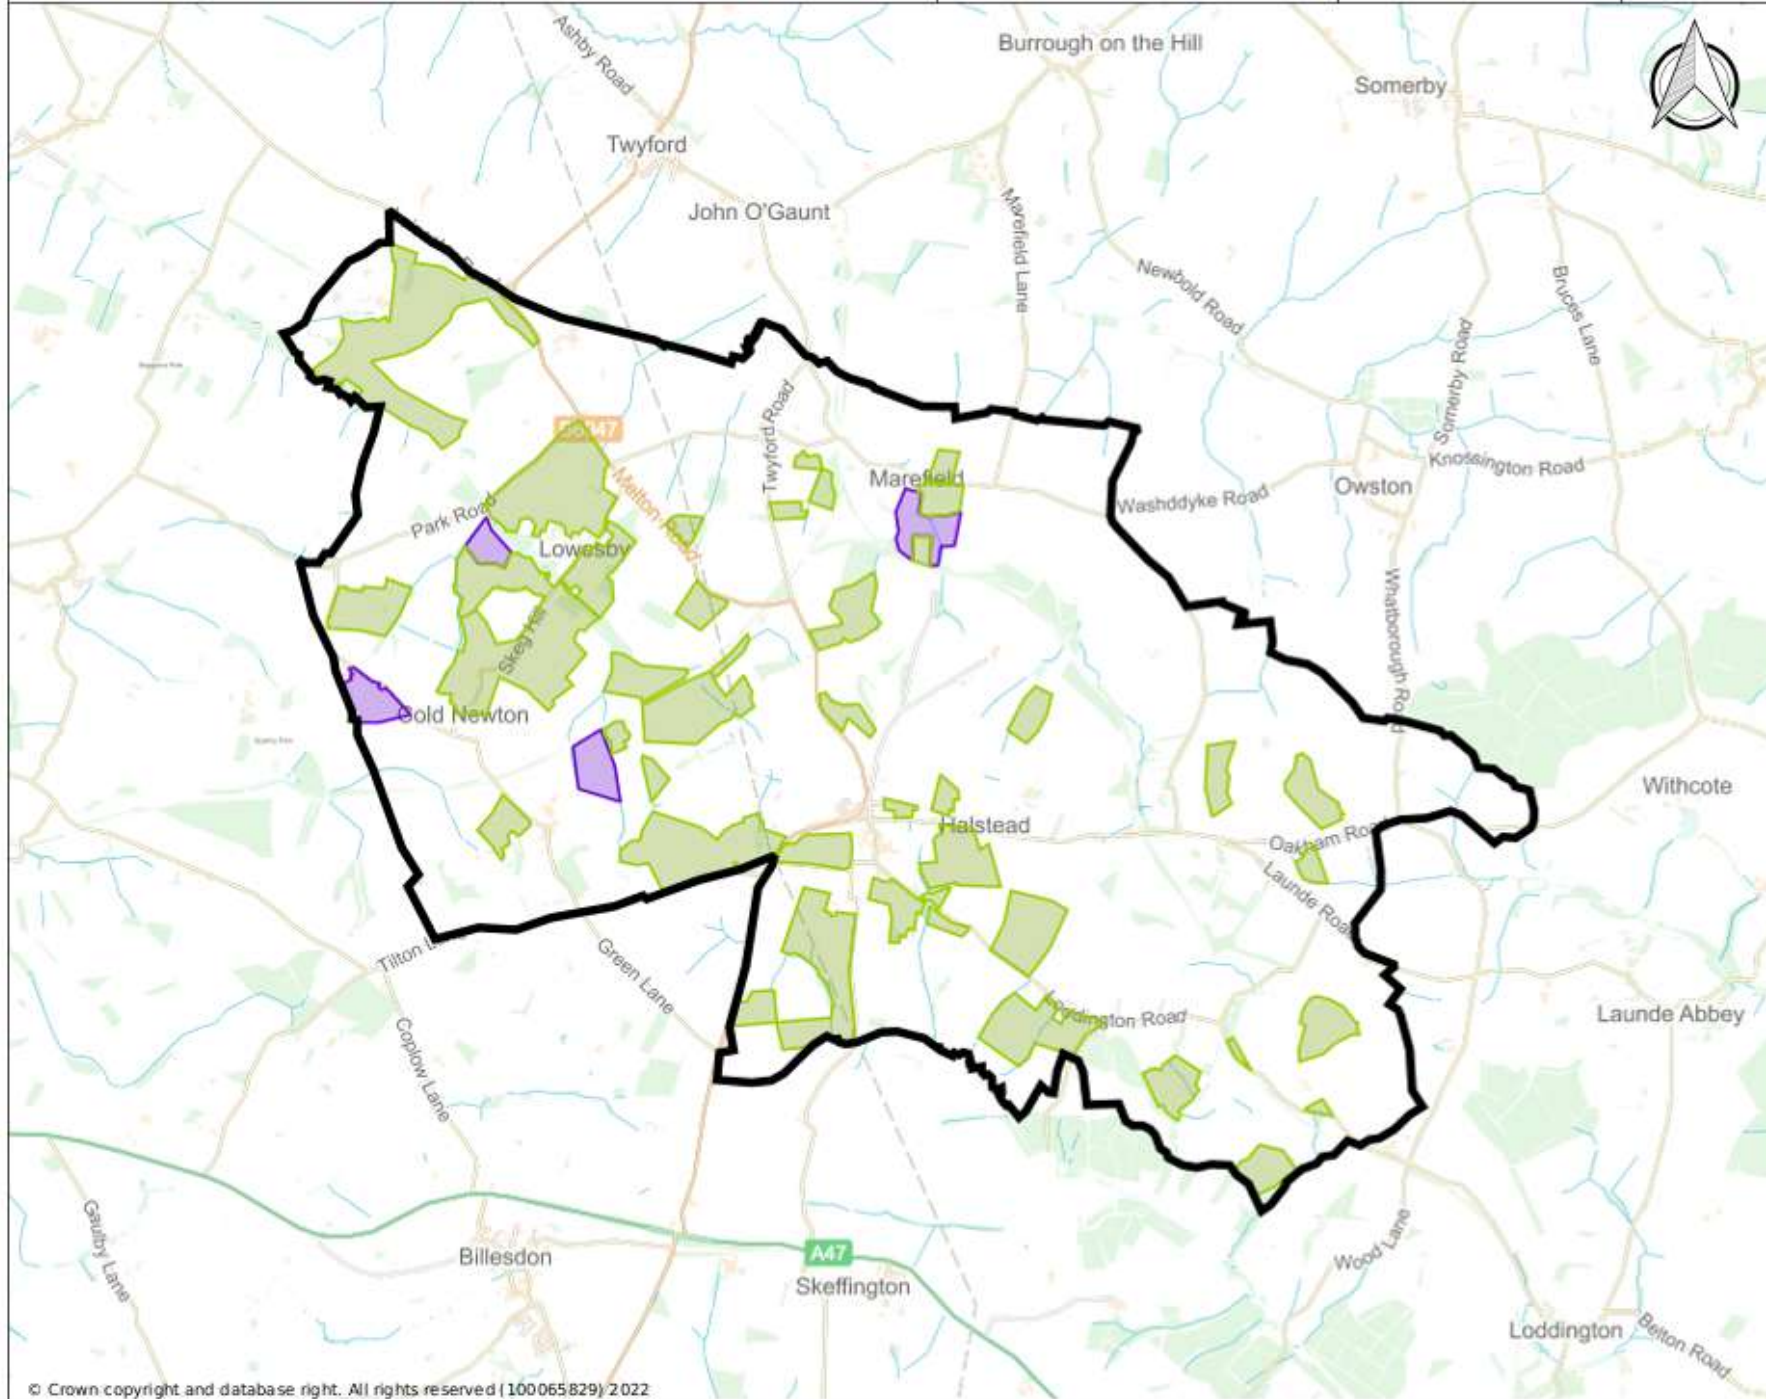 Ashby Road
Burrough on the Hill
Somerby
Twyford
John O'Gaunt
Marefield Lane
Newbold Road
Bruces Lane
Somerby Road
Twyford Road
Knossington Road
Marefield
Owston
Washddyke Road
Melton Road
Park Road
Lowesby
Whatborough Road
Skeg Hill
Cold Newton
Withcote
Halstead
Oakham Road
Launde Road
Tilton Lane
Green Lane
Loddington Road
Launde Abbey
Coplow Lane
Gaulby Lane
Billesdon
A47
Skeffington
Wood Lane
Loddington
Belton Road
© Crown copyright and database right. All rights reserved (100065829) 2022